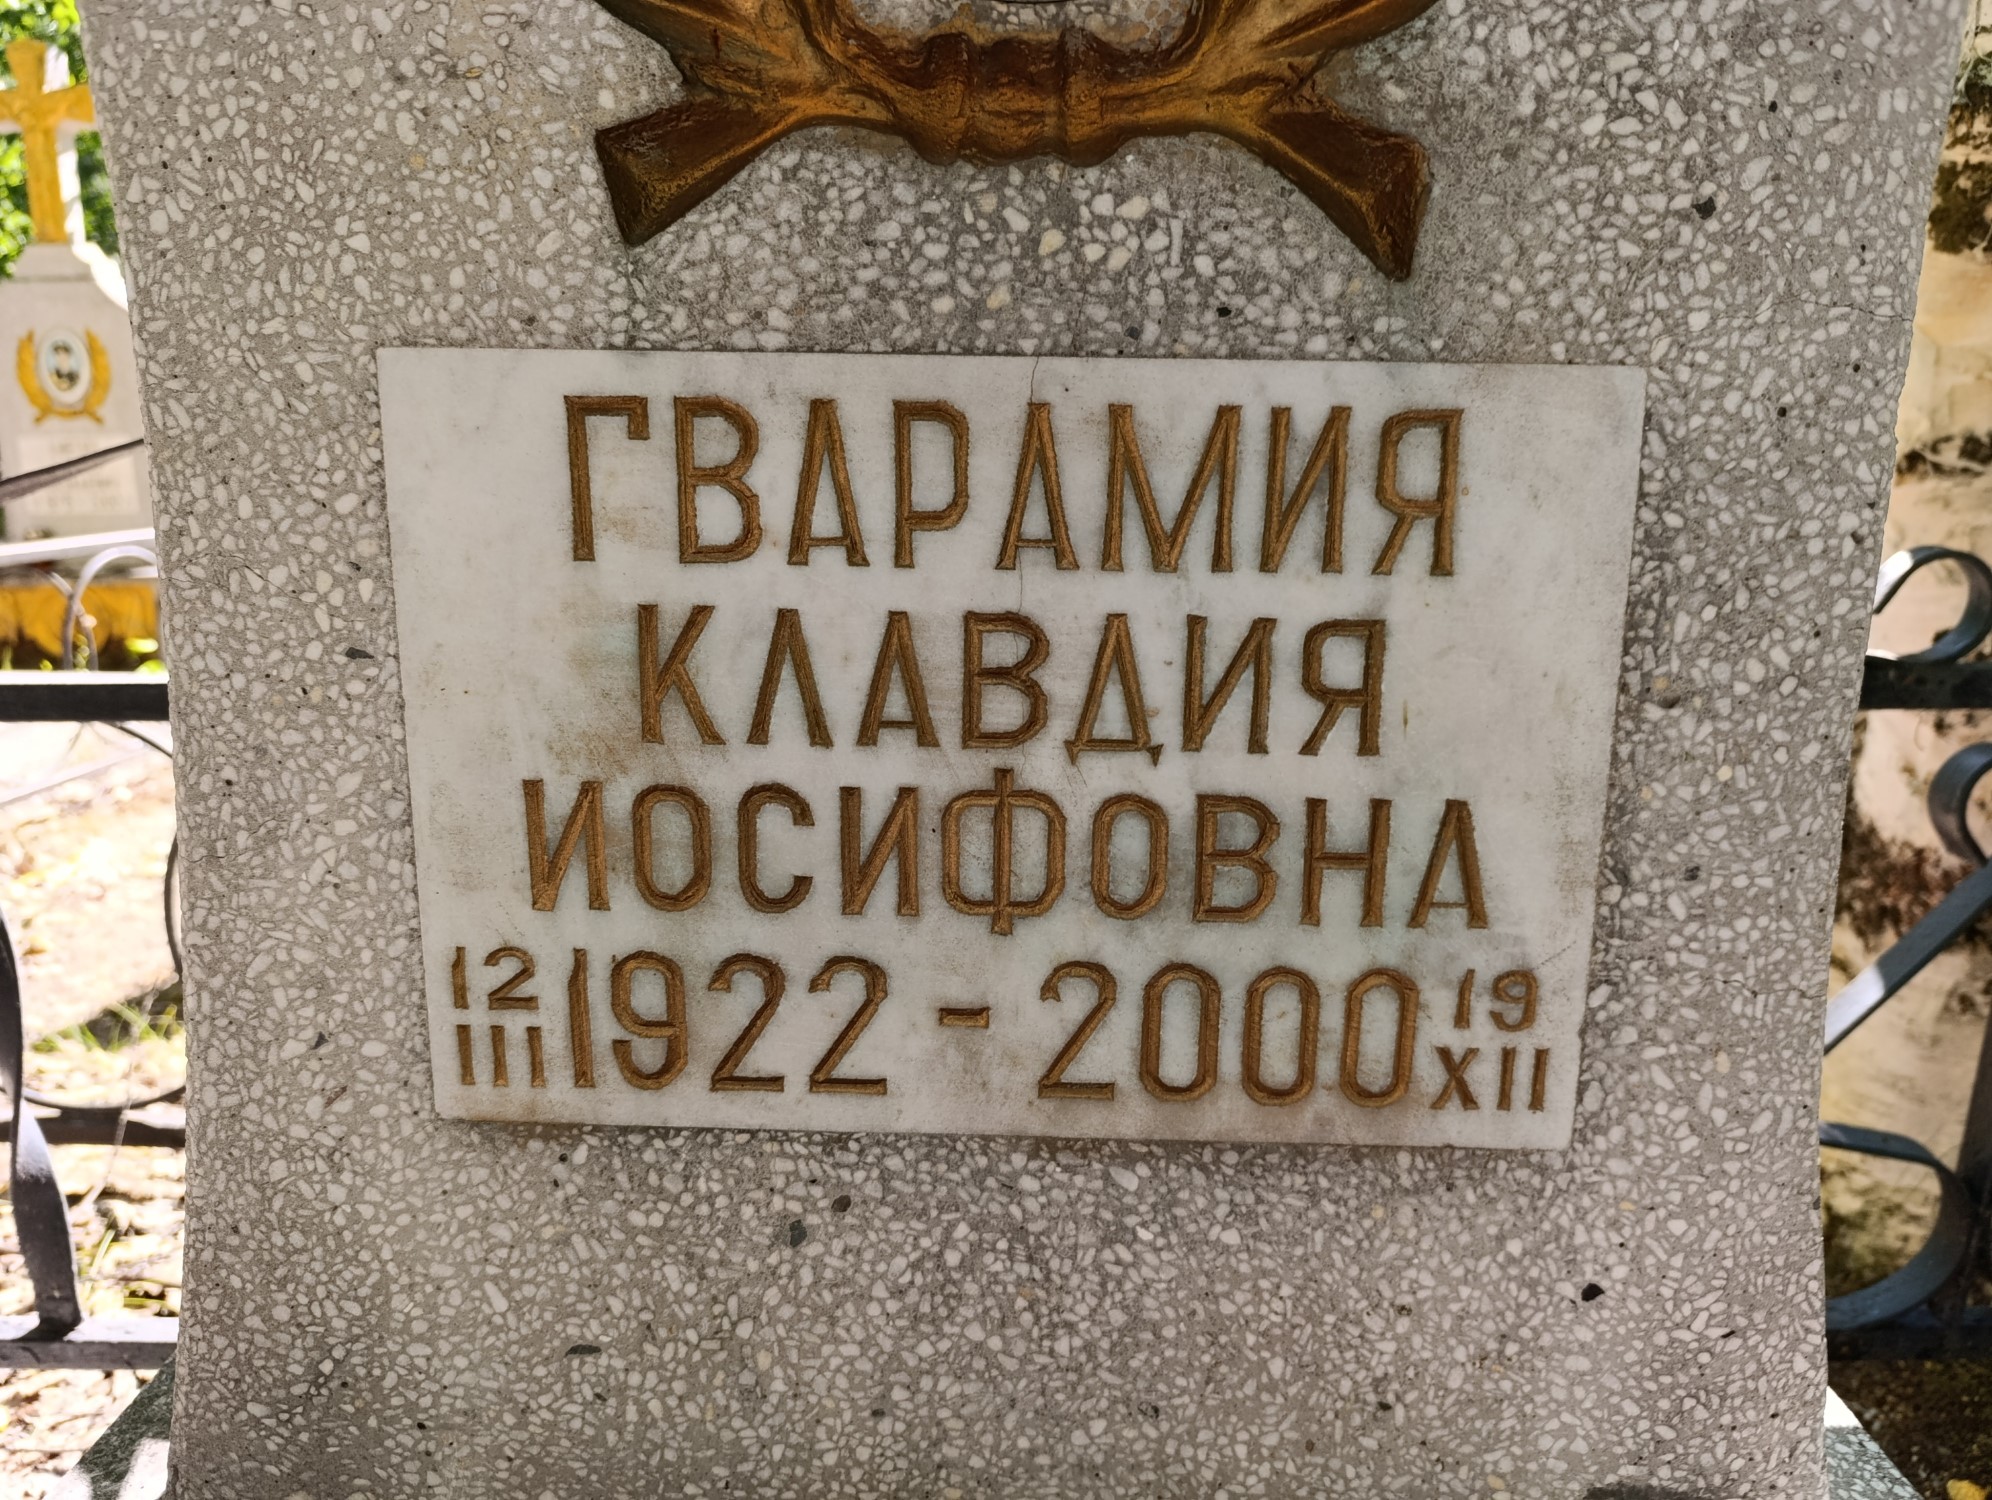 ГВАРАМИЯ
КЛАВДИЯ
ИОСИФОВНА
12 III 1922 - 2000 19 XII